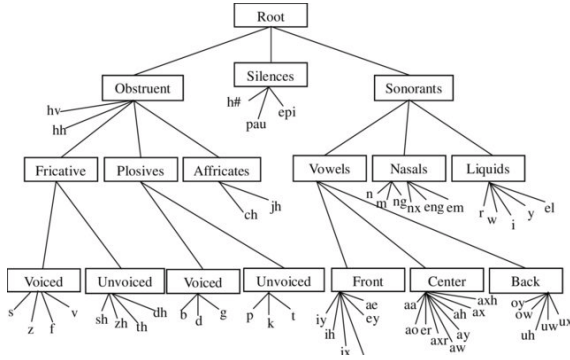 Root
Obstruent Silences Sonorants
hv
hh
h#
pau
epi
Fricative Plosives Affricates Vowels Nasals Liquids
ch jh
n m ng nx eng em
r w i y el
Voiced Unvoiced Voiced Unvoiced Front Center Back
s z f v
sh zh th dh
b d g
p k t
iy ih ix ey ae
aa ao er axr aw ay ah ax axh
oy ow uh uw ux